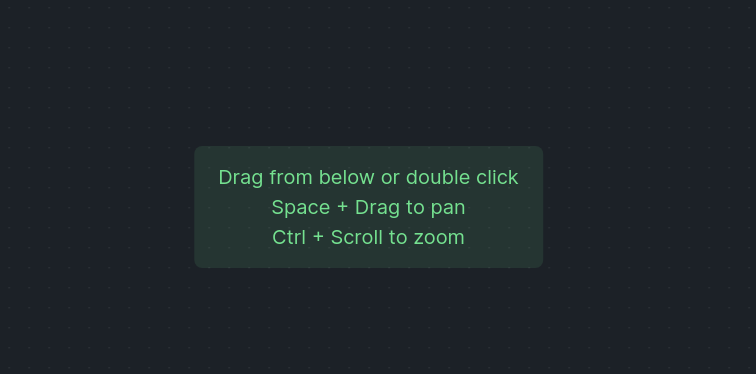 Drag from below or double click
Space + Drag to pan
Ctrl + Scroll to zoom